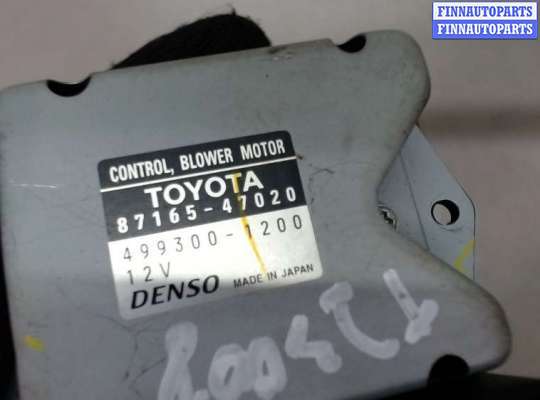 FINNAUTOPARTS
FINNAUTOPARTS
CONTROL, BLOWER MOTOR
TOYOTA
87165-47020
499300-1200
12V
DENSO MADE IN JAPAN